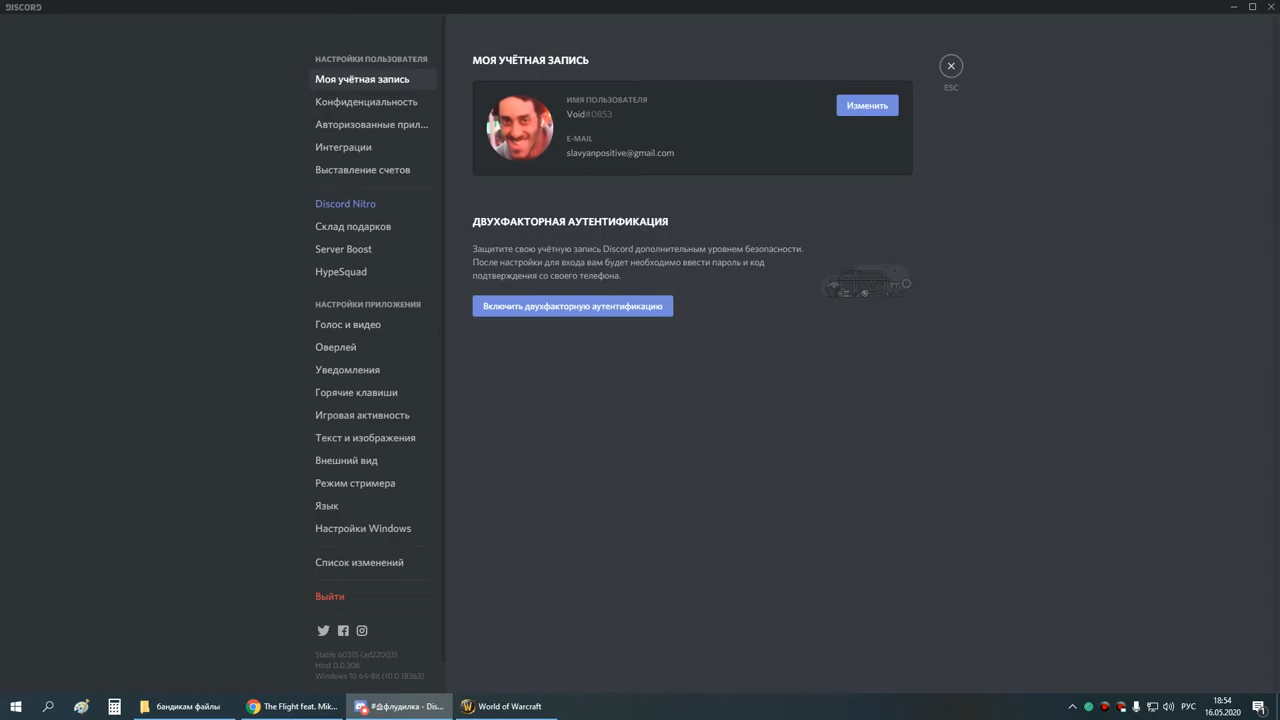 DISCORD
НАСТРОЙКИ ПОЛЬЗОВАТЕЛЯ
Моя учётная запись
Конфиденциальность
Авторизованные прил...
Интеграции
Выставление счетов
Discord Nitro
Склад подарков
Server Boost
HypeSquad
НАСТРОЙКИ ПРИЛОЖЕНИЯ
Голос и видео
Оверлей
Уведомления
Горячие клавиши
Игровая активность
Текст и изображения
Внешний вид
Режим стримера
Язык
Настройки Windows
Список изменений
Выйти
Stable 60315 (ad22003)
Host 0.0.306
Windows 10 64-Bit (10.0.18363)
МОЯ УЧЁТНАЯ ЗАПИСЬ
ИМЯ ПОЛЬЗОВАТЕЛЯ
Void#0853
Изменить
E-MAIL
slavyanpositive@gmail.com
ESC
ДВУХФАКТОРНАЯ АУТЕНТИФИКАЦИЯ
Защитите свою учётную запись Discord дополнительным уровнем безопасности.
После настройки для входа вам будет необходимо ввести пароль и код
подтверждения со своего телефона.
Включить двухфакторную аутентификацию
бандикам файлы
The Flight feat. Mik...
#флудилка - Dis...
World of Warcraft
РУС
18:54
16.05.2020